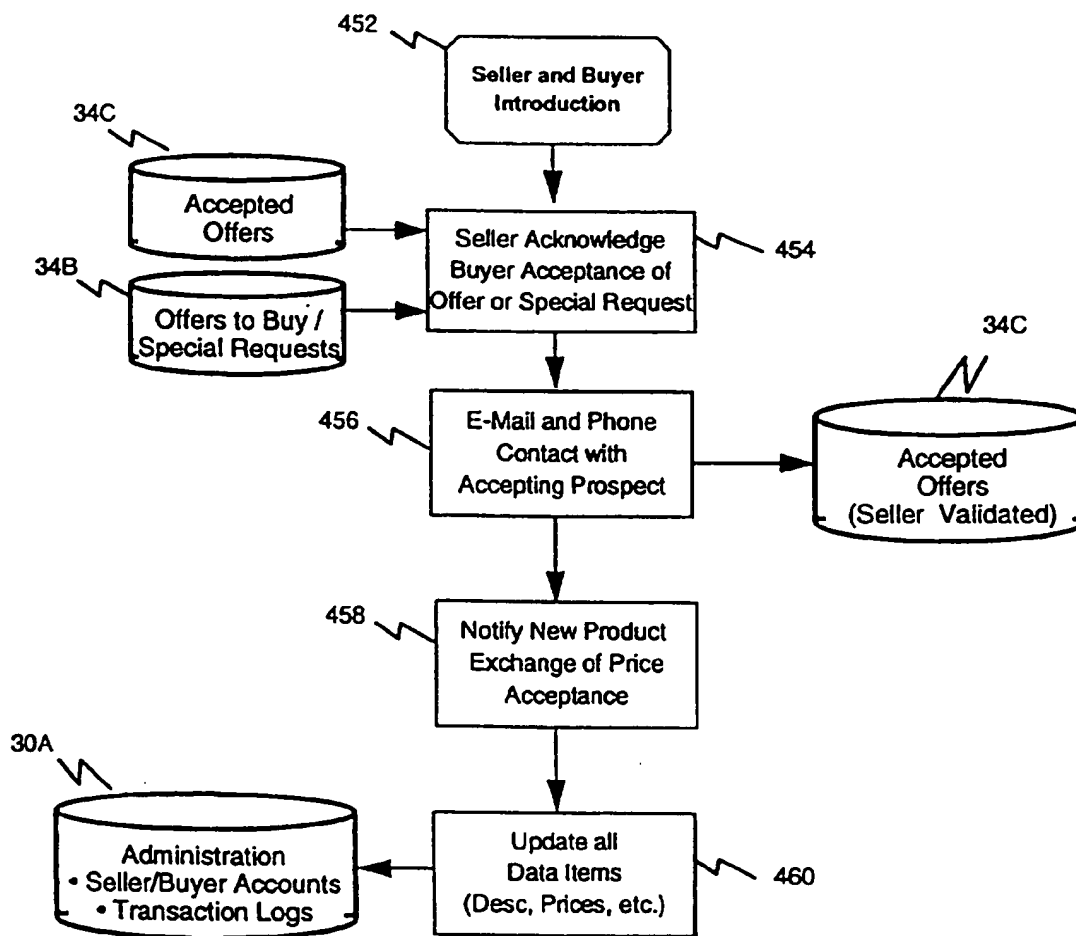 452
Seller and Buyer
Introduction
34C
Accepted
Offers
Seller Acknowledge
Buyer Acceptance of
Offer or Special Request
454
34B
Offers to Buy /
Special Requests
34C
456
E-Mail and Phone
Contact with
Accepting Prospect
Accepted
Offers
(Seller Validated)
458
Notify New Product
Exchange of Price
Acceptance
30A
Administration
• Seller/Buyer Accounts
• Transaction Logs
Update all
Data Items
(Desc, Prices, etc.)
460